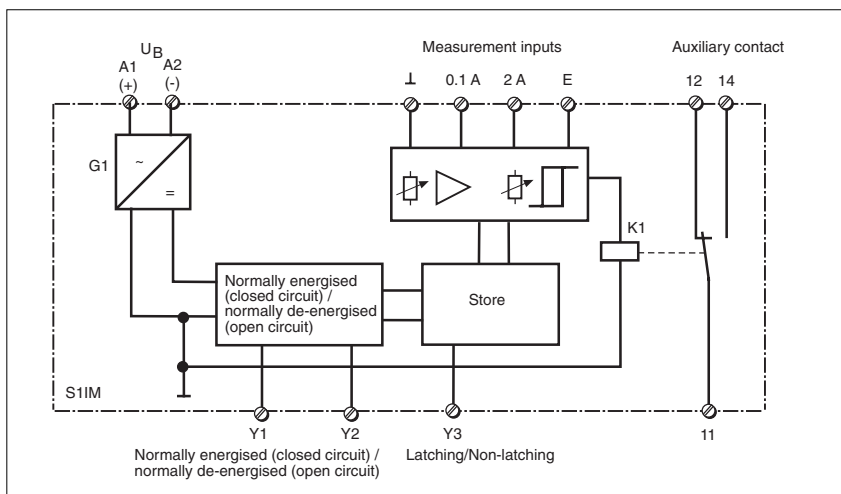 U_B
Measurement inputs
Auxiliary contact
A1
(+)
A2
(-)
⊥
0.1 A
2 A
E
12
14
G1
~
=
K1
Normally energised
(closed circuit) /
normally de-energised
(open circuit)
Store
S1IM
Y1
Y2
Y3
11
Normally energised (closed circuit) /
normally de-energised (open circuit)
Latching/Non-latching